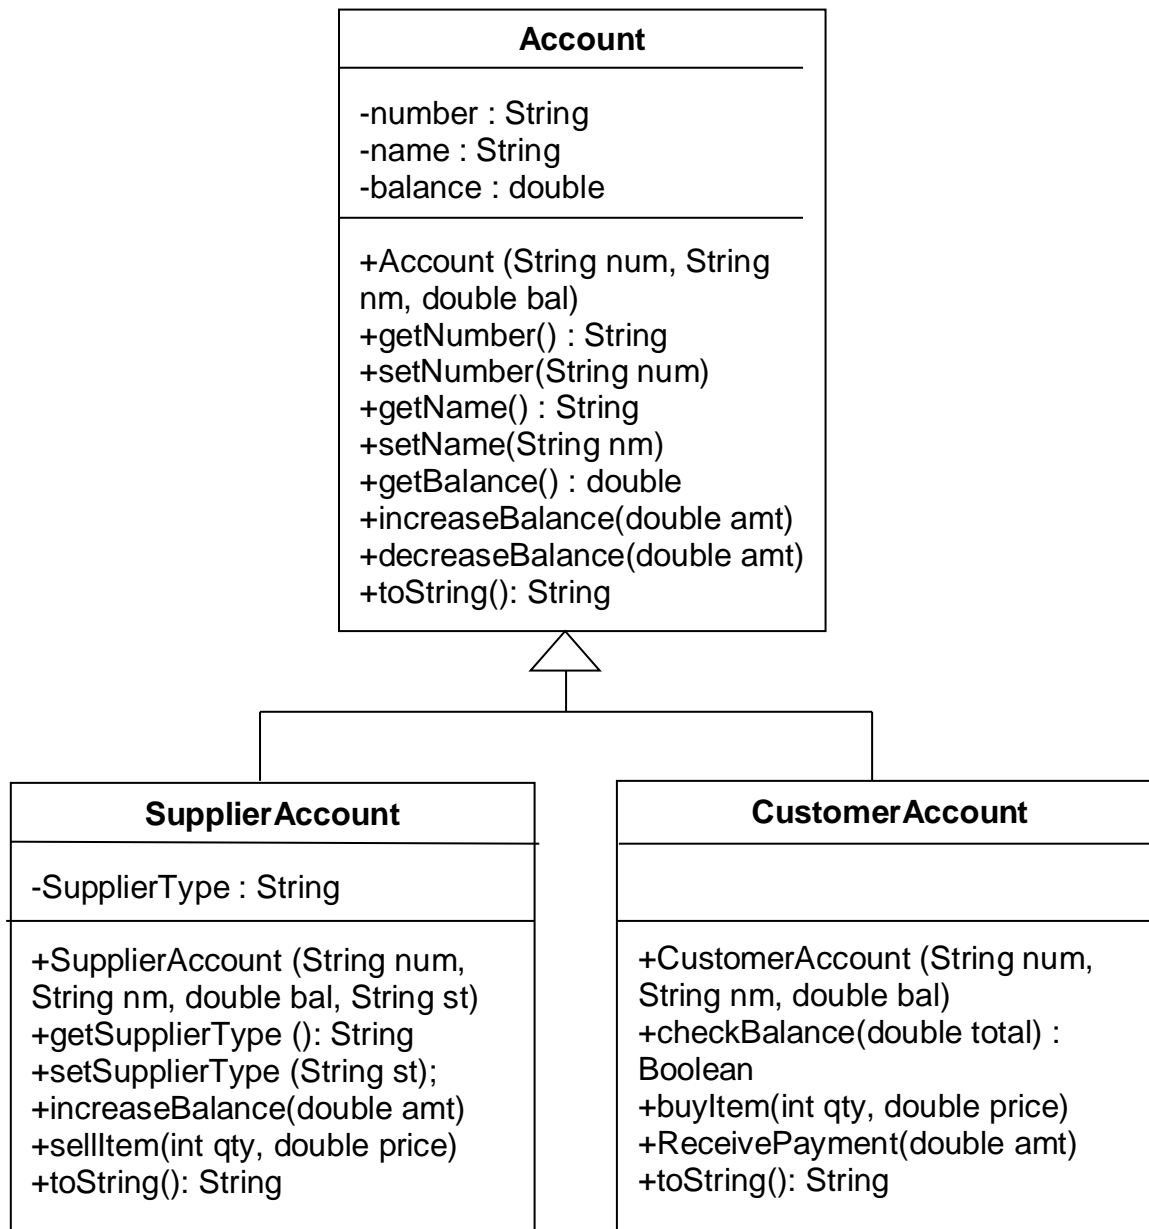 Account
-number : String
-name : String
-balance : double
+Account (String num, String
nm, double bal)
+getNumber() : String
+setNumber(String num)
+getName() : String
+setName(String nm)
+getBalance() : double
+increaseBalance(double amt)
+decreaseBalance(double amt)
+toString(): String
SupplierAccount
-SupplierType : String
+SupplierAccount (String num,
String nm, double bal, String st)
+getSupplierType (): String
+setSupplierType (String st);
+increaseBalance(double amt)
+sellItem(int qty, double price)
+toString(): String
CustomerAccount
+CustomerAccount (String num,
String nm, double bal)
+checkBalance(double total) :
Boolean
+buyItem(int qty, double price)
+ReceivePayment(double amt)
+toString(): String